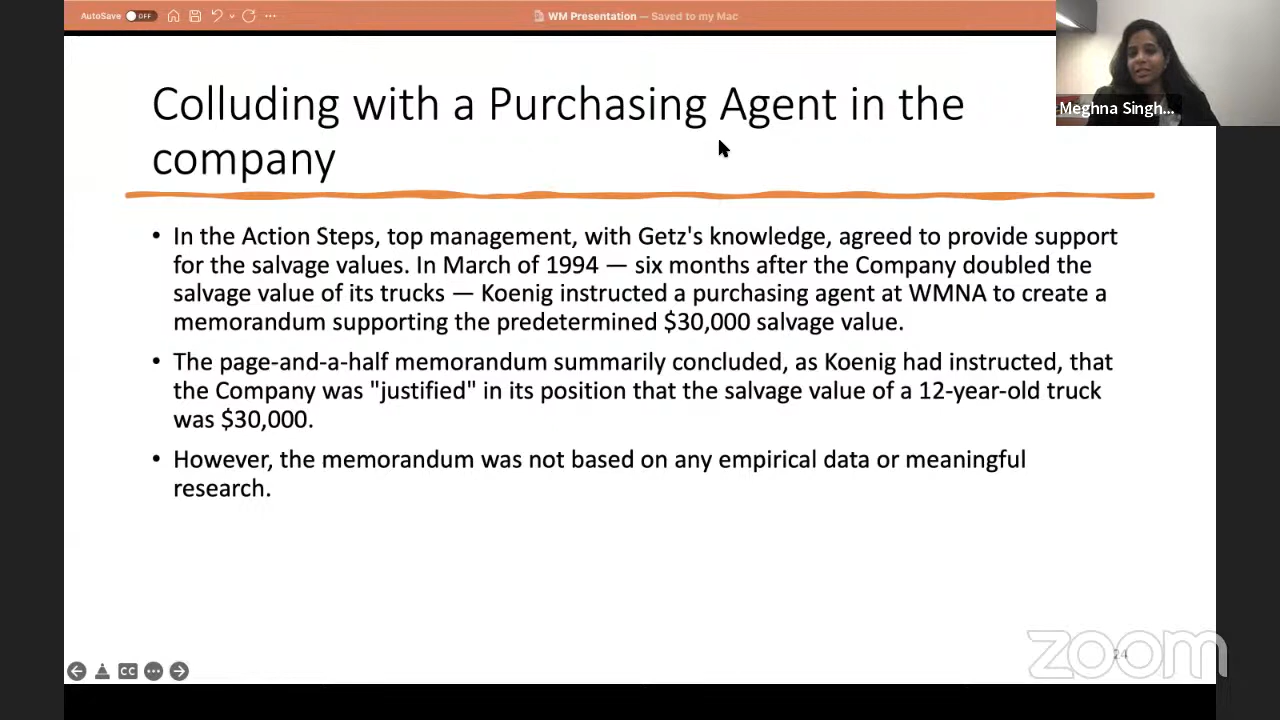 AutoSave OFF
WM Presentation — Saved to my Mac
Meghna Singh...
Colluding with a Purchasing Agent in the
company
• In the Action Steps, top management, with Getz's knowledge, agreed to provide support
for the salvage values. In March of 1994 — six months after the Company doubled the
salvage value of its trucks — Koenig instructed a purchasing agent at WMNA to create a
memorandum supporting the predetermined $30,000 salvage value.
• The page-and-a-half memorandum summarily concluded, as Koenig had instructed, that
the Company was "justified" in its position that the salvage value of a 12-year-old truck
was $30,000.
• However, the memorandum was not based on any empirical data or meaningful
research.
CC
24
zoom